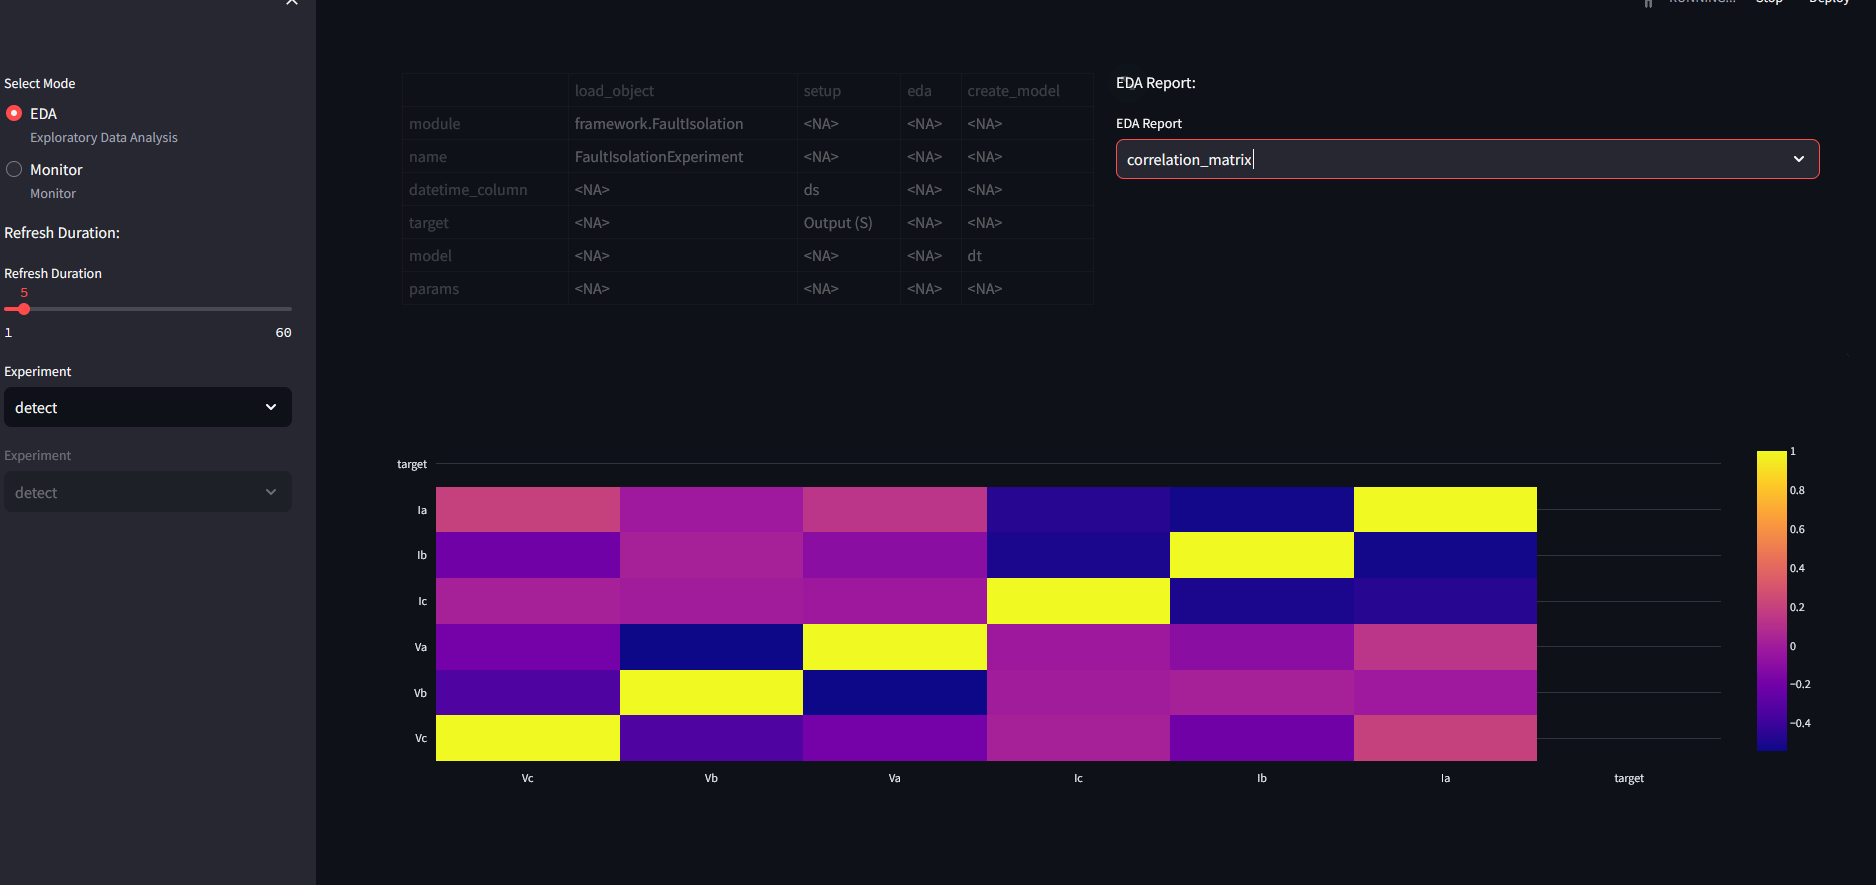 RUNNING... Stop Deploy
Select Mode
EDA
Exploratory Data Analysis
Monitor
Monitor
Refresh Duration:
Refresh Duration
5
1 60
Experiment
detect
Experiment
detect
load_object setup eda create_model
module framework.FaultIsolation <NA> <NA> <NA>
name FaultIsolationExperiment <NA> <NA> <NA>
datetime_column <NA> ds <NA> <NA>
target <NA> Output (S) <NA> <NA>
model <NA> <NA> <NA> dt
params <NA> <NA> <NA> <NA>
EDA Report:
EDA Report
correlation_matrix
target
Ia
Ib
Ic
Va
Vb
Vc
Vc Vb Va Ic Ib Ia target
1
0.8
0.6
0.4
0.2
0
−0.2
−0.4